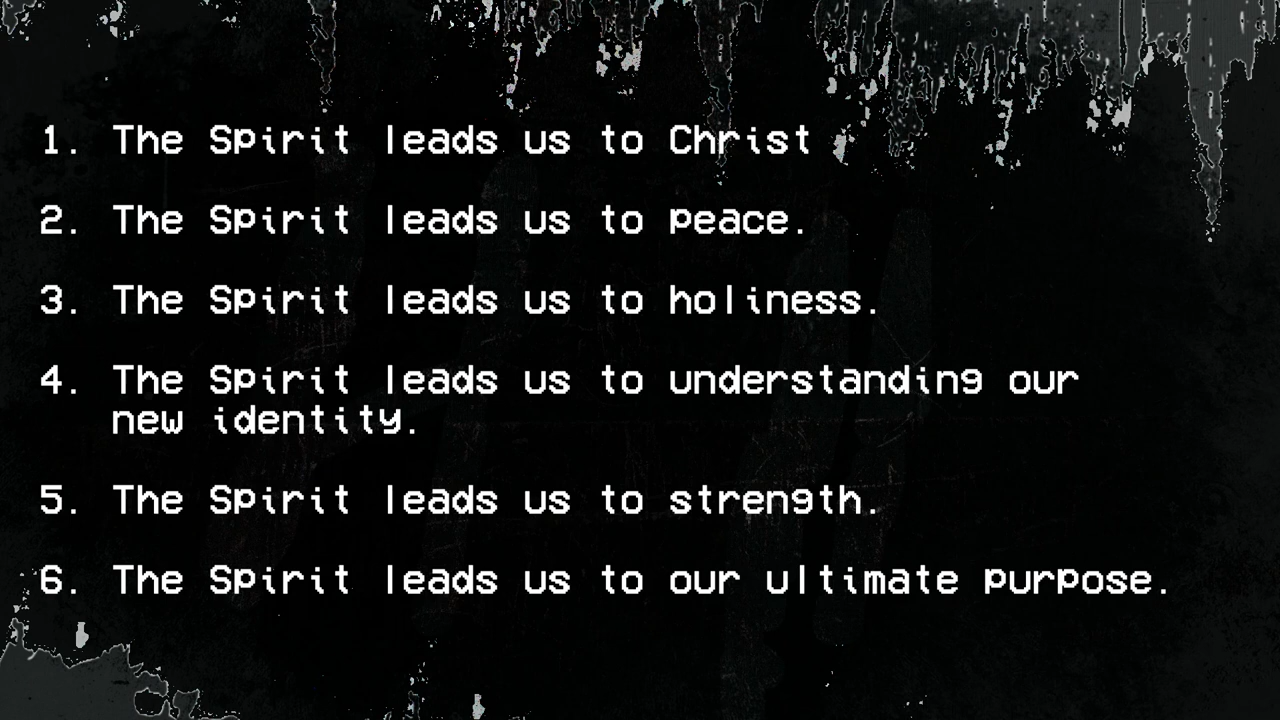 1. The Spirit leads us to Christ
2. The Spirit leads us to peace.
3. The Spirit leads us to holiness.
4. The Spirit leads us to understanding our
new identity.
5. The Spirit leads us to strength.
6. The Spirit leads us to our ultimate purpose.